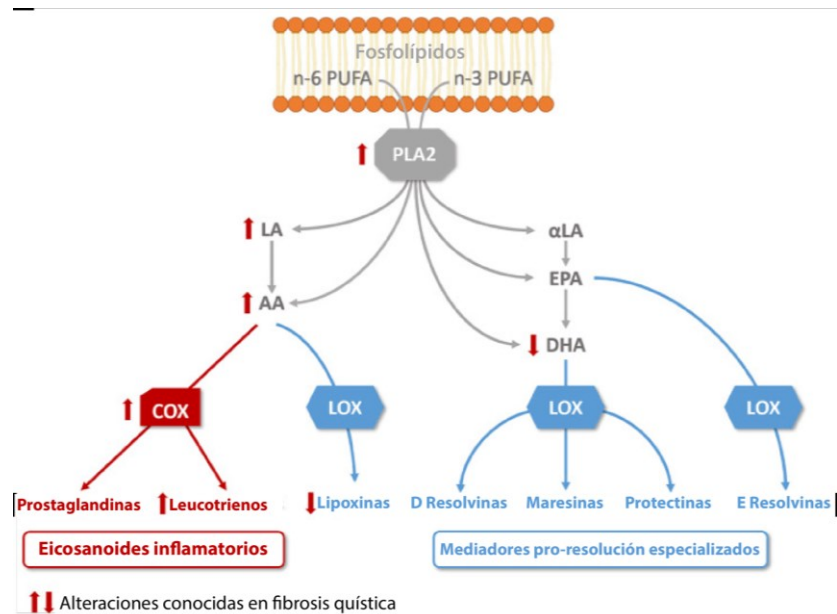 Fosfolípidos
n-6 PUFA n-3 PUFA
PLA2
LA αLA
EPA
AA
DHA
COX LOX LOX LOX
Prostaglandinas Leucotrienos Lipoxinas D Resolvinas Maresinas Protectinas E Resolvinas
Eicosanoides inflamatorios Mediadores pro-resolución especializados
Alteraciones conocidas en fibrosis quística